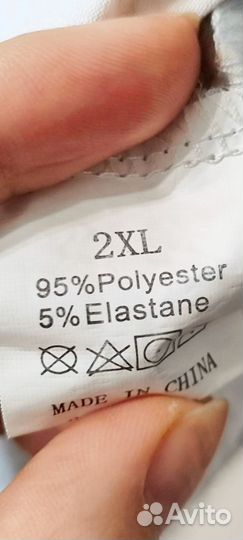 2XL
95%Polyester
5%Elastane
MADE IN CHINA
Avito